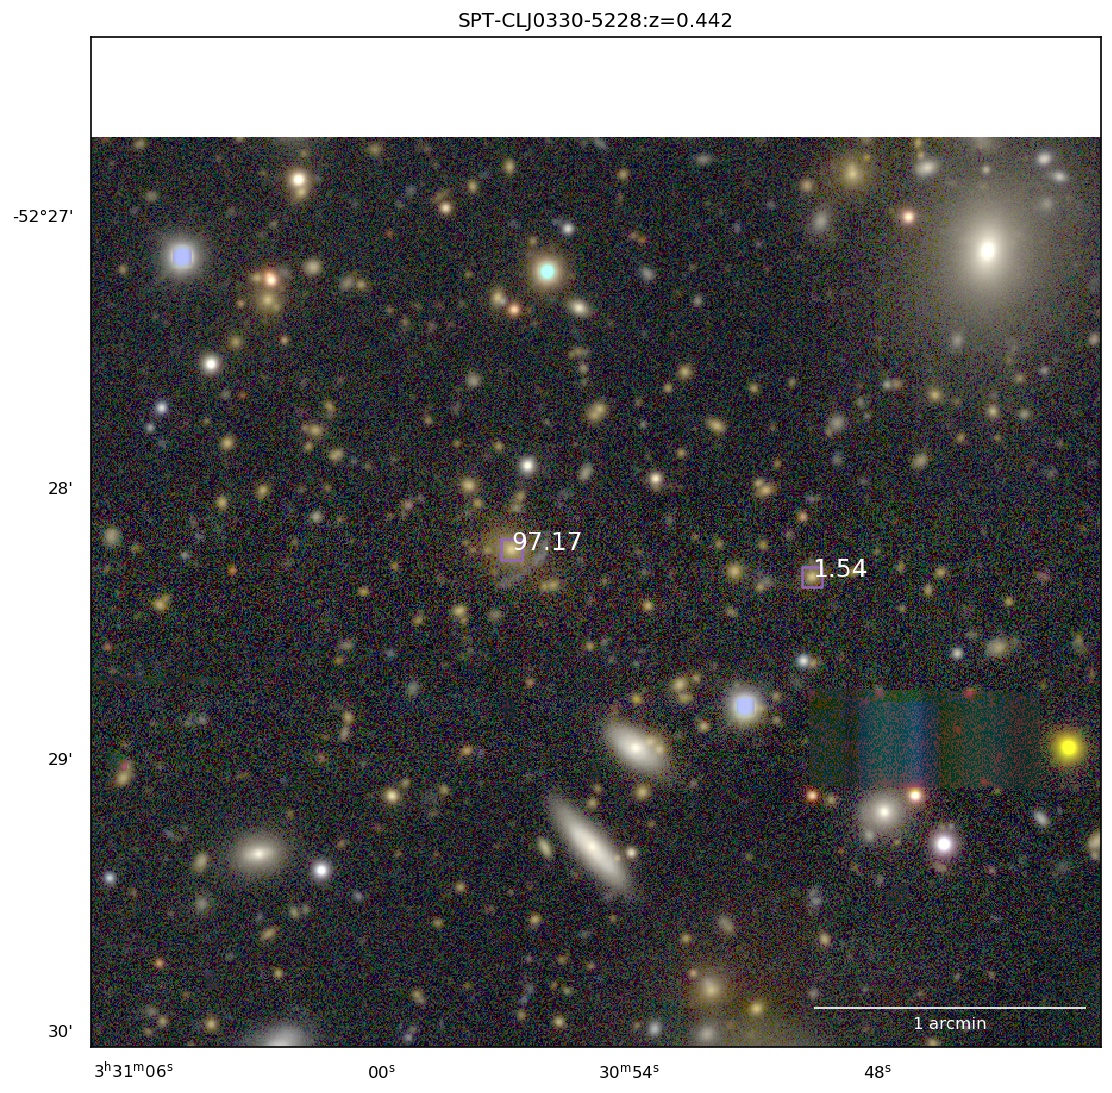 SPT-CLJ0330-5228:z=0.442
-52°27'
28'
97.17
1.54
29'
30'
1 arcmin
3ʰ31ᵐ06ˢ 00ˢ 30ᵐ54ˢ 48ˢ